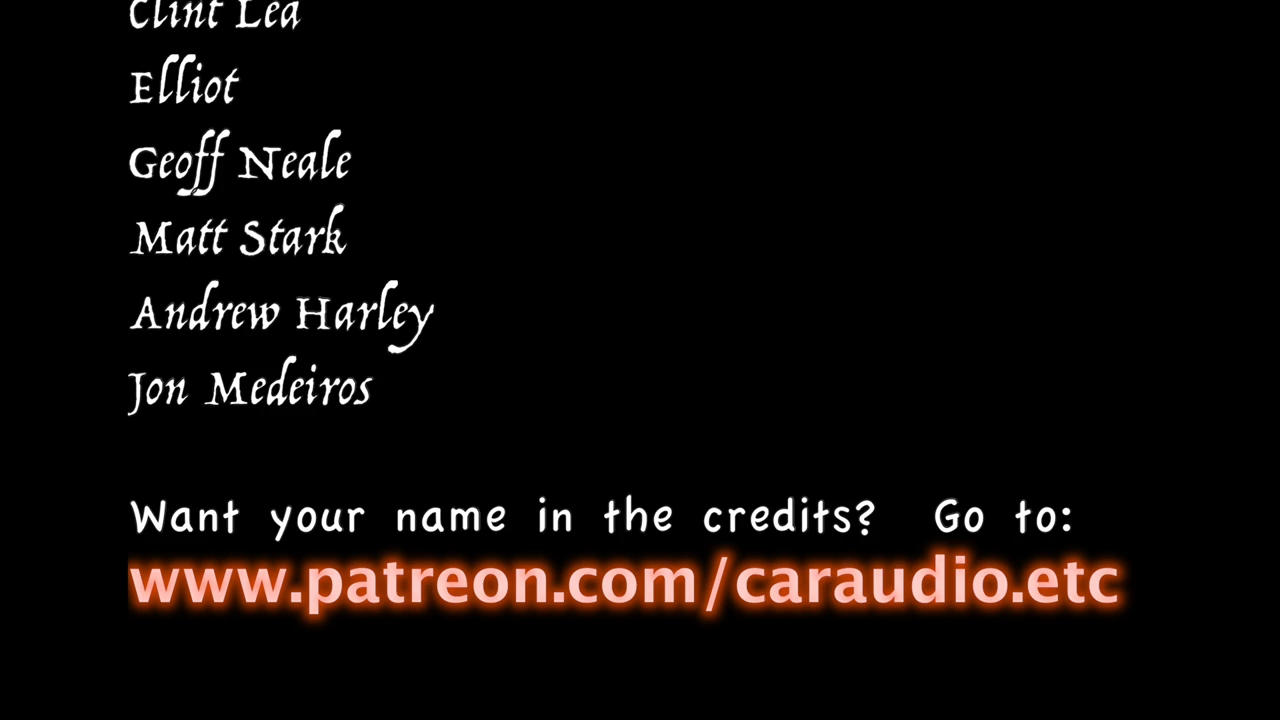 Clint Lea
Elliot
Geoff Neale
Matt Stark
Andrew Harley
Jon Medeiros
Want your name in the credits? Go to:
www.patreon.com/caraudio.etc